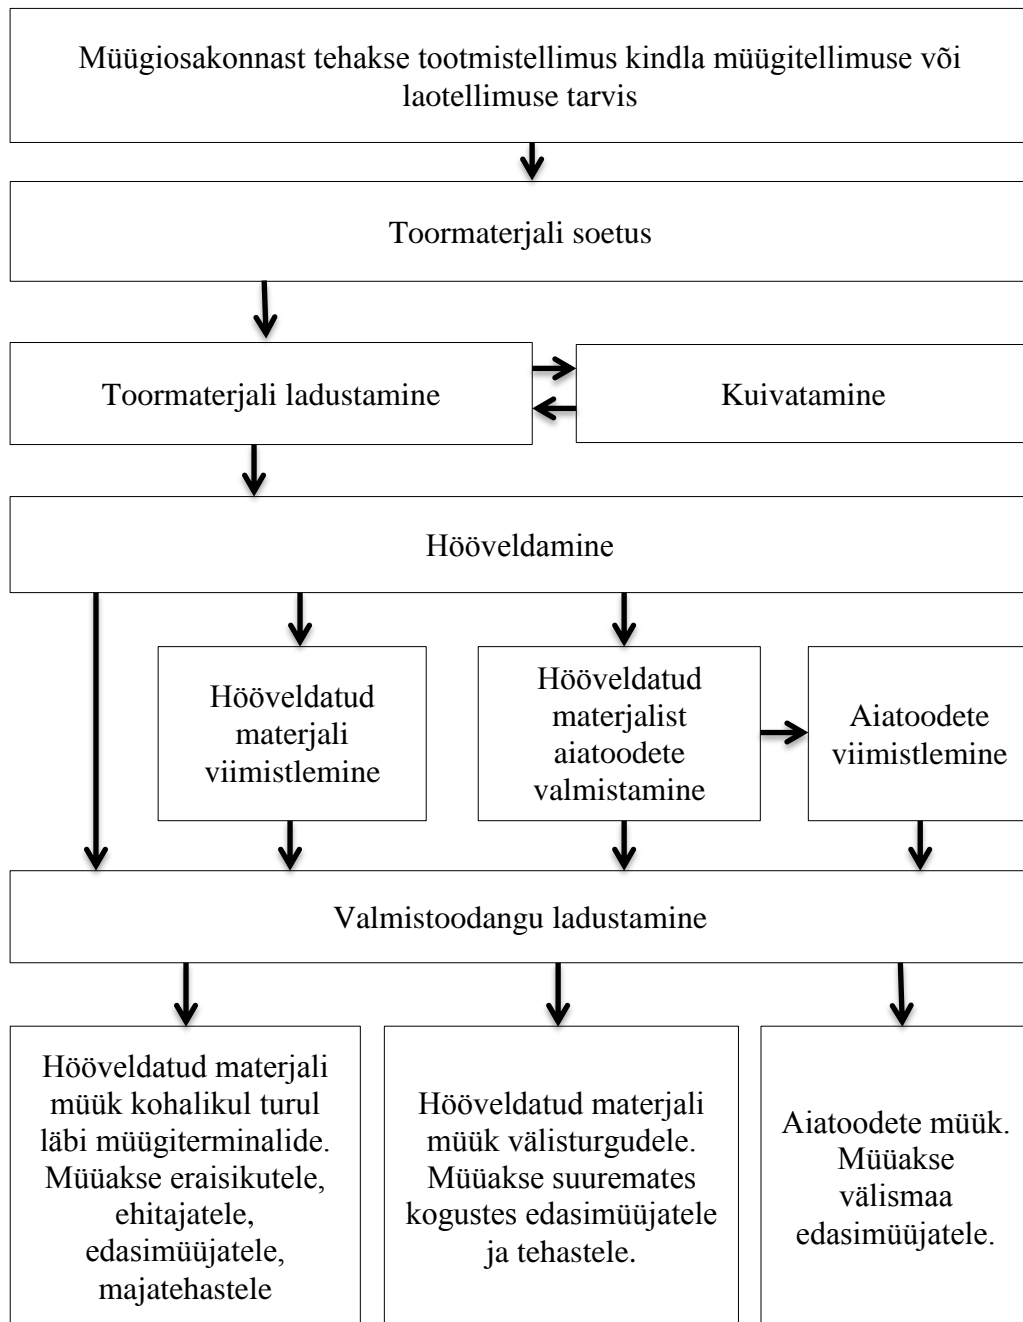 Müügiosakonnast tehakse tootmistellimus kindla müügitellimuse või
laotellimuse tarvis
Toormaterjali soetus
Toormaterjali ladustamine
Kuivatamine
Hööveldamine
Hööveldatud
materjali
viimistlemine
Hööveldatud
materjalist
aiatoodete
valmistamine
Aiatoodete
viimistlemine
Valmistoodangu ladustamine
Hööveldatud materjali
müük kohalikul turul
läbi müügiterminalide.
Müüakse eraisikutele,
ehitajatele,
edasimüüjatele,
majatehastele
Hööveldatud materjali
müük välisturgudele.
Müüakse suuremates
kogustes edasimüüjatele
ja tehastele.
Aiatoodete müük.
Müüakse
välismaa
edasimüüjatele.